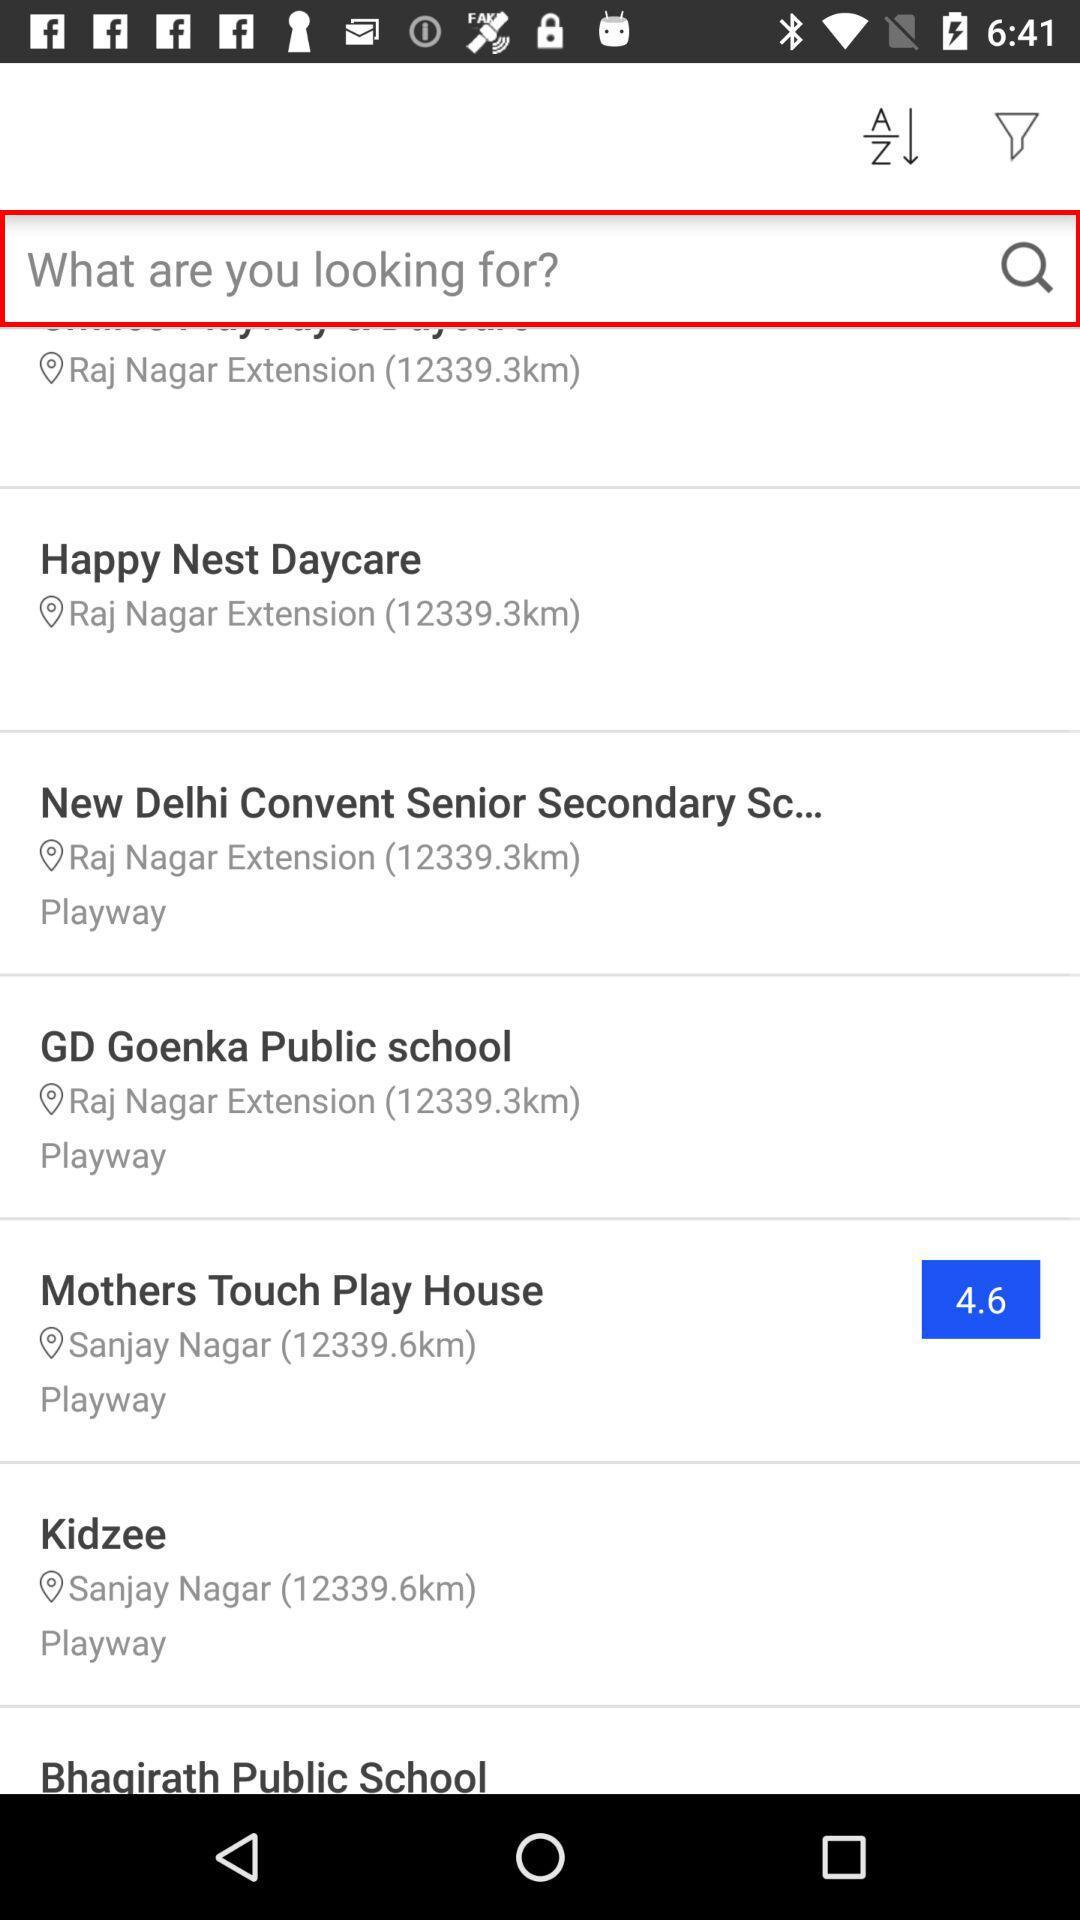 FAK
6:41
A
Z
What are you looking for?
Raj Nagar Extension (12339.3km)
Happy Nest Daycare
Raj Nagar Extension (12339.3km)
New Delhi Convent Senior Secondary Sc...
Raj Nagar Extension (12339.3km)
Playway
GD Goenka Public school
Raj Nagar Extension (12339.3km)
Playway
Mothers Touch Play House
4.6
Sanjay Nagar (12339.6km)
Playway
Kidzee
Sanjay Nagar (12339.6km)
Playway
Bhagirath Public School